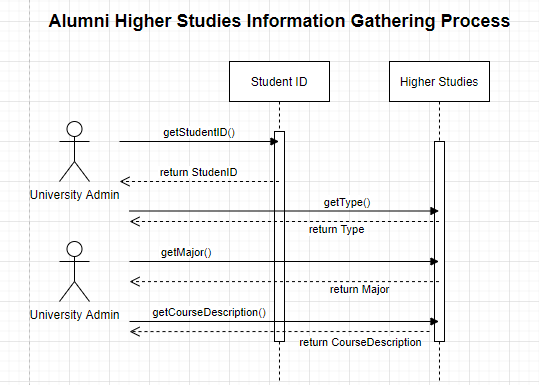 Alumni Higher Studies Information Gathering Process
Student ID
Higher Studies
getStudentID()
return StudenID
University Admin
getType()
return Type
getMajor()
return Major
University Admin
getCourseDescription()
return CourseDescription